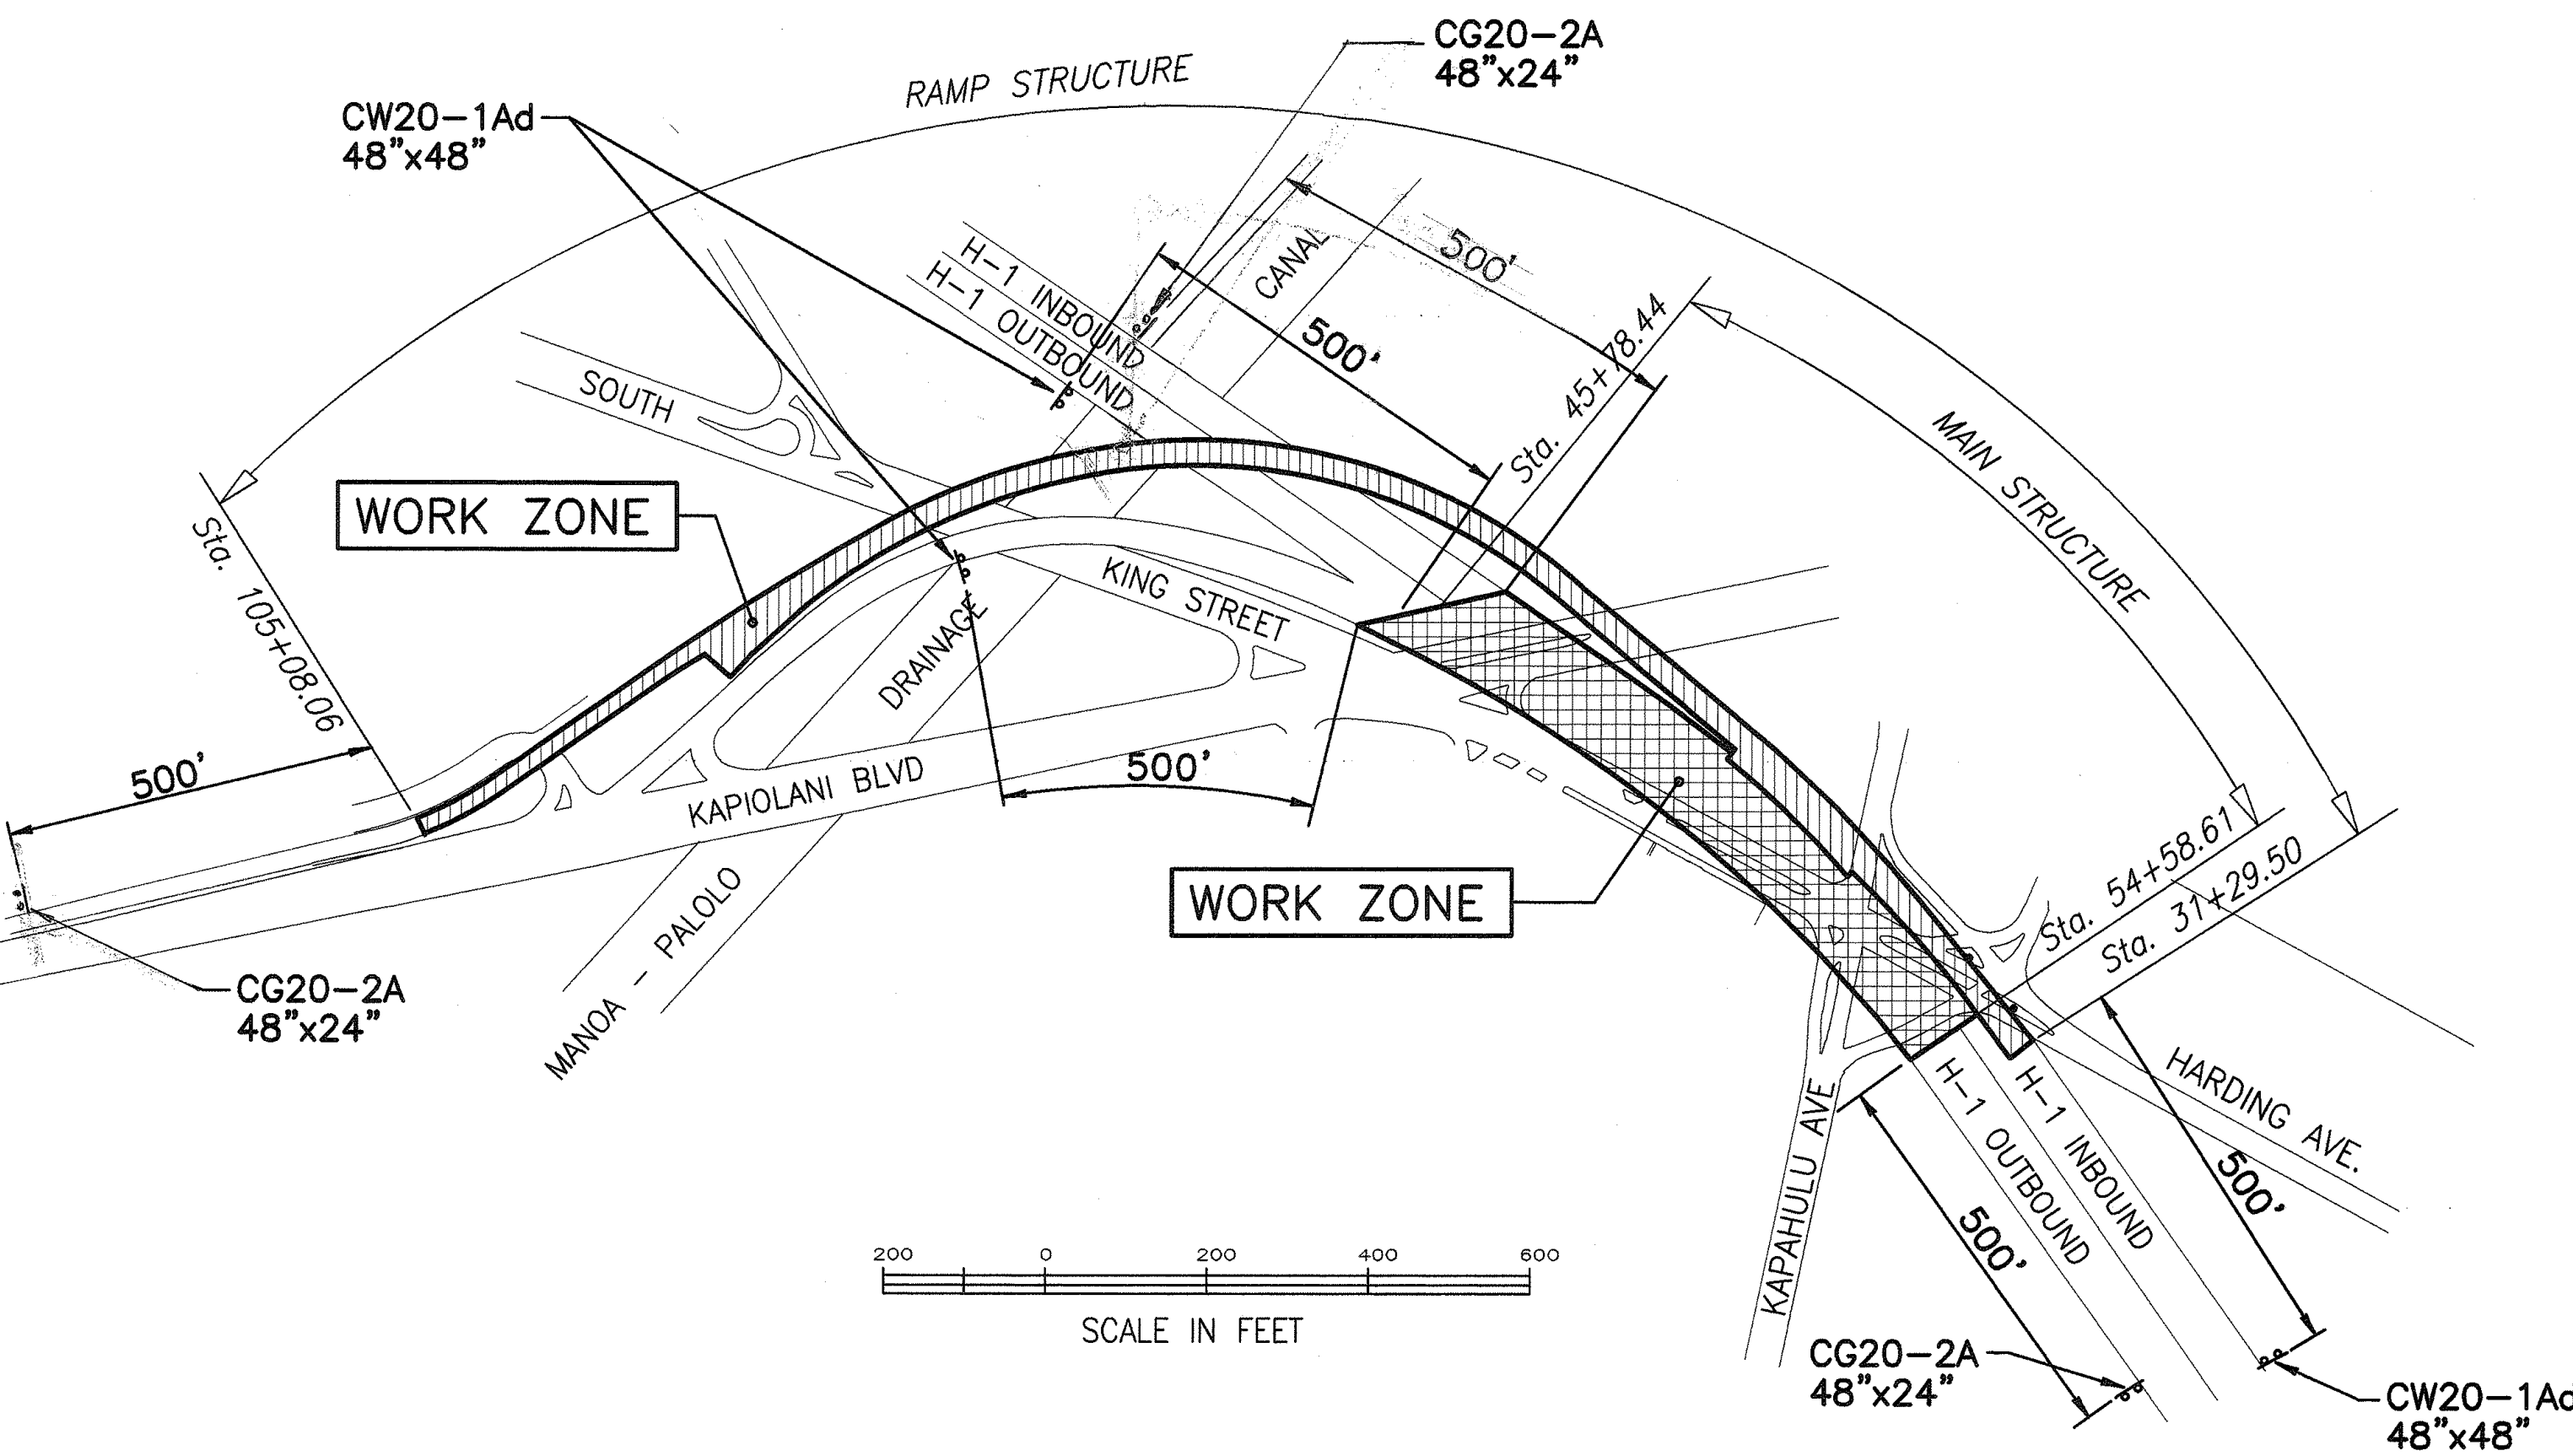 CG20-2A
48"x24"
RAMP STRUCTURE
CW20-1Ad
48"x48"
H-1 INBOUND
H-1 OUTBOUND
CANAL
500'
500'
Sta. 45+78.44
MAIN STRUCTURE
SOUTH
WORK ZONE
Sta. 105+08.06
KING STREET
DRAINAGE
500'
500'
KAPIOLANI BLVD
WORK ZONE
Sta. 54+58.61
Sta. 31+29.50
MANOA - PALOLO
CG20-2A
48"x24"
H-1 OUTBOUND
H-1 INBOUND
HARDING AVE.
KAPAHULU AVE
500'
500'
200 0 200 400 600
SCALE IN FEET
CG20-2A
48"x24"
CW20-1Ad
48"x48"